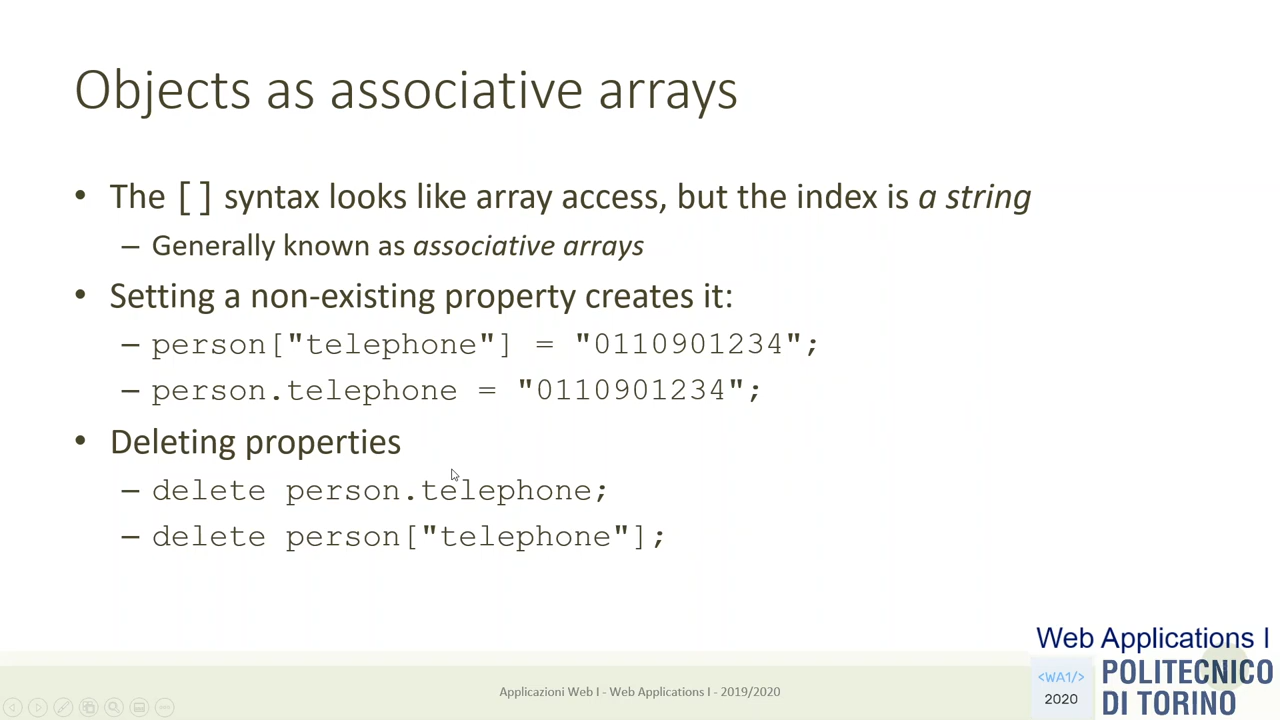 Objects as associative arrays
• The [] syntax looks like array access, but the index is a string
– Generally known as associative arrays
• Setting a non-existing property creates it:
– person["telephone"] = "0110901234";
– person.telephone = "0110901234";
• Deleting properties
– delete person.telephone;
– delete person["telephone"];
Applicazioni Web I - Web Applications I - 2019/2020
Web Applications I
<WA1/>
2020
POLITECNICO
DI TORINO